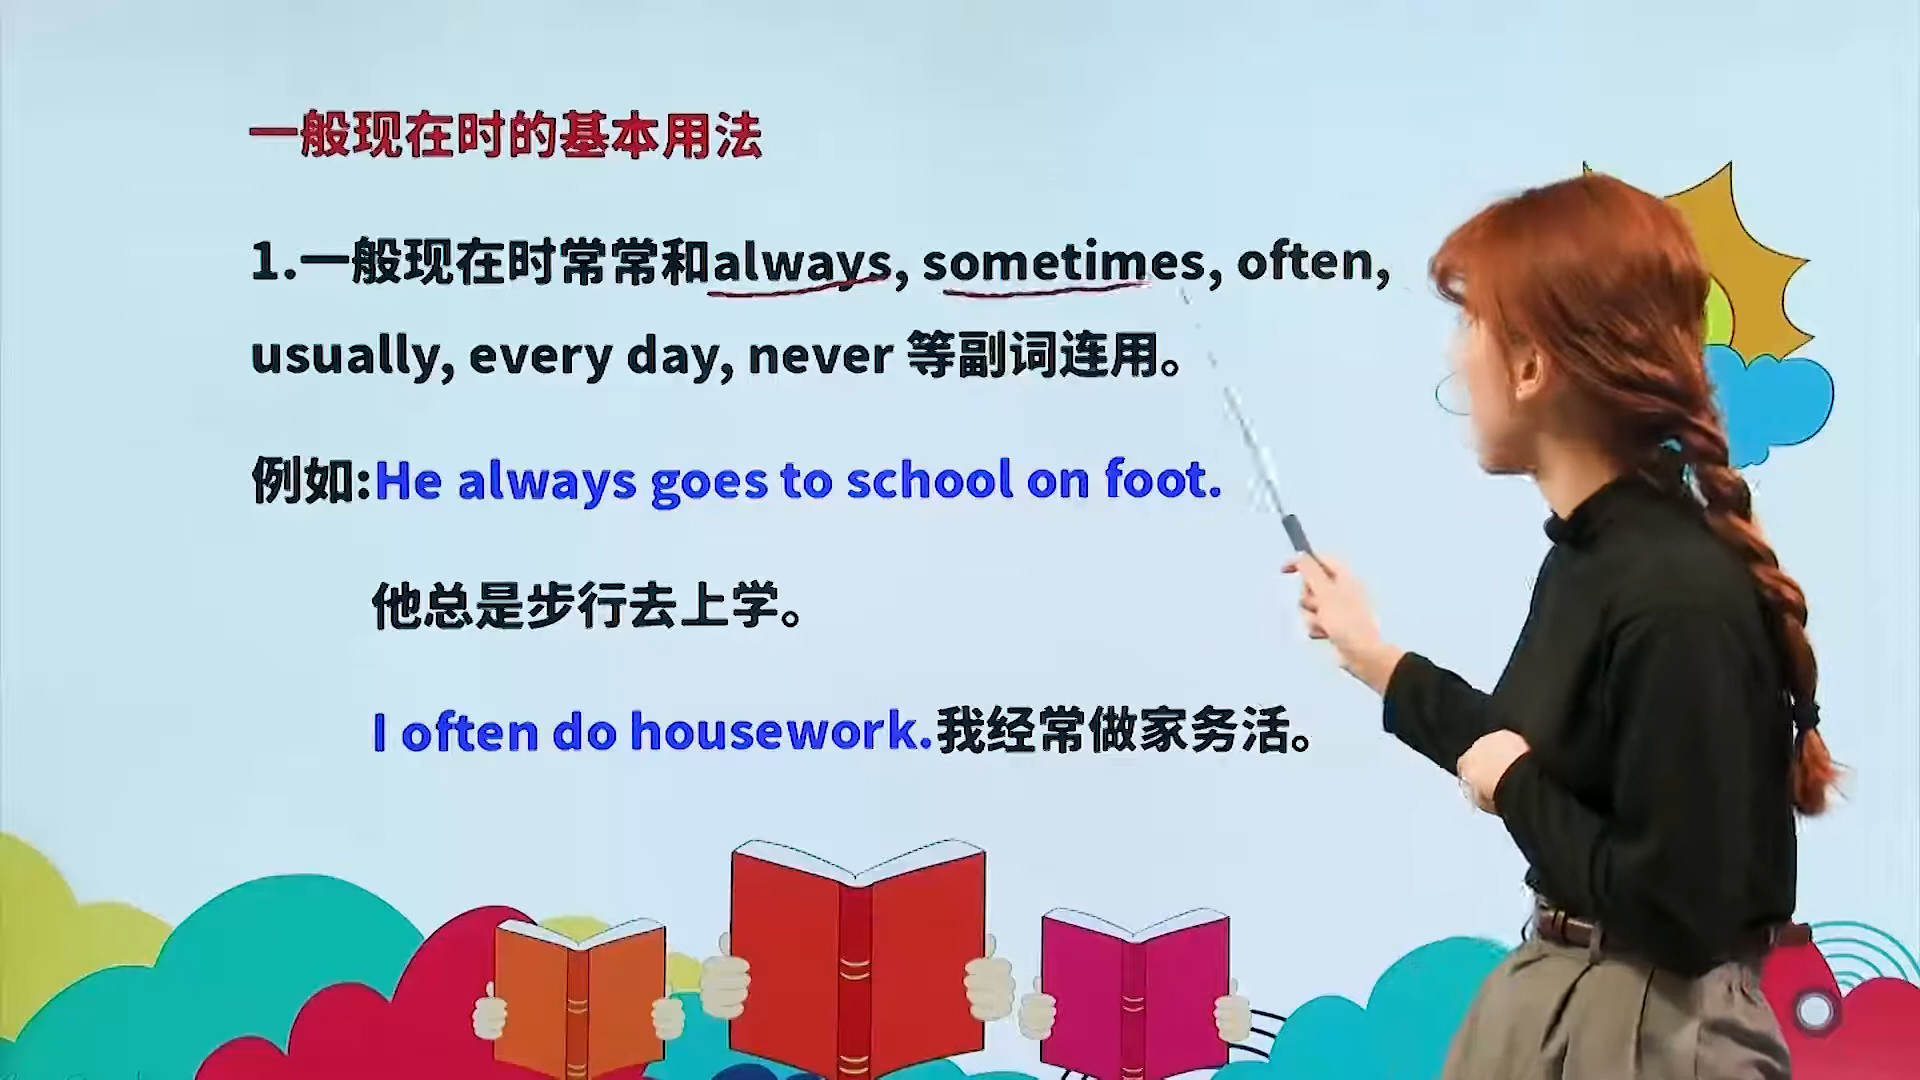 一般现在时的基本用法
1.一般现在时常常和always, sometimes, often,
usually, every day, never 等副词连用。
例如:He always goes to school on foot.
他总是步行去上学。
I often do housework.我经常做家务活。